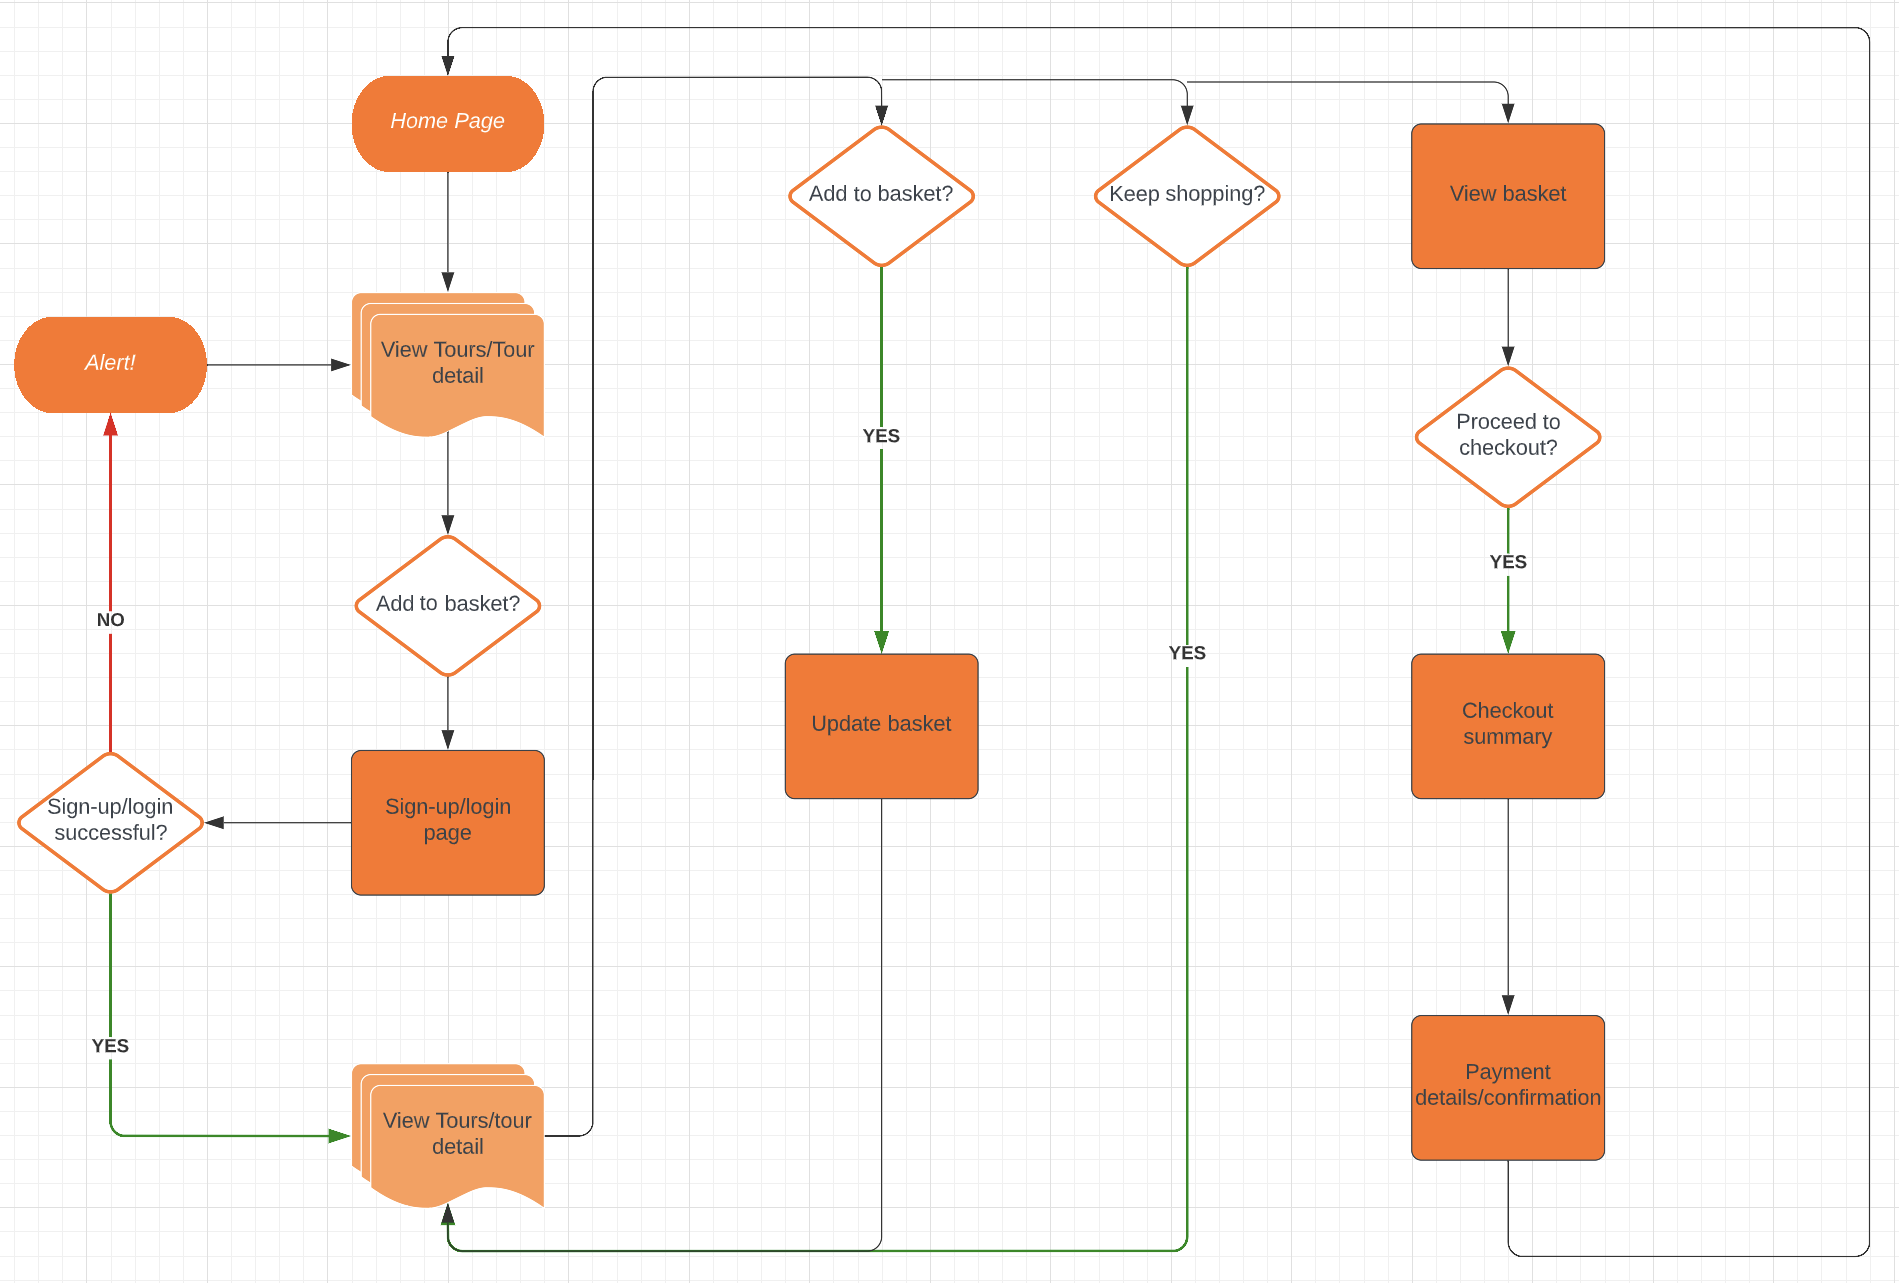 Home Page
Add to basket?
Keep shopping?
View basket
Alert!
View Tours/Tour
detail
Proceed to
checkout?
YES
YES
Add to basket?
NO
YES
Sign-up/login
successful?
Sign-up/login
page
Update basket
Checkout
summary
YES
View Tours/tour
detail
Payment
details/confirmation